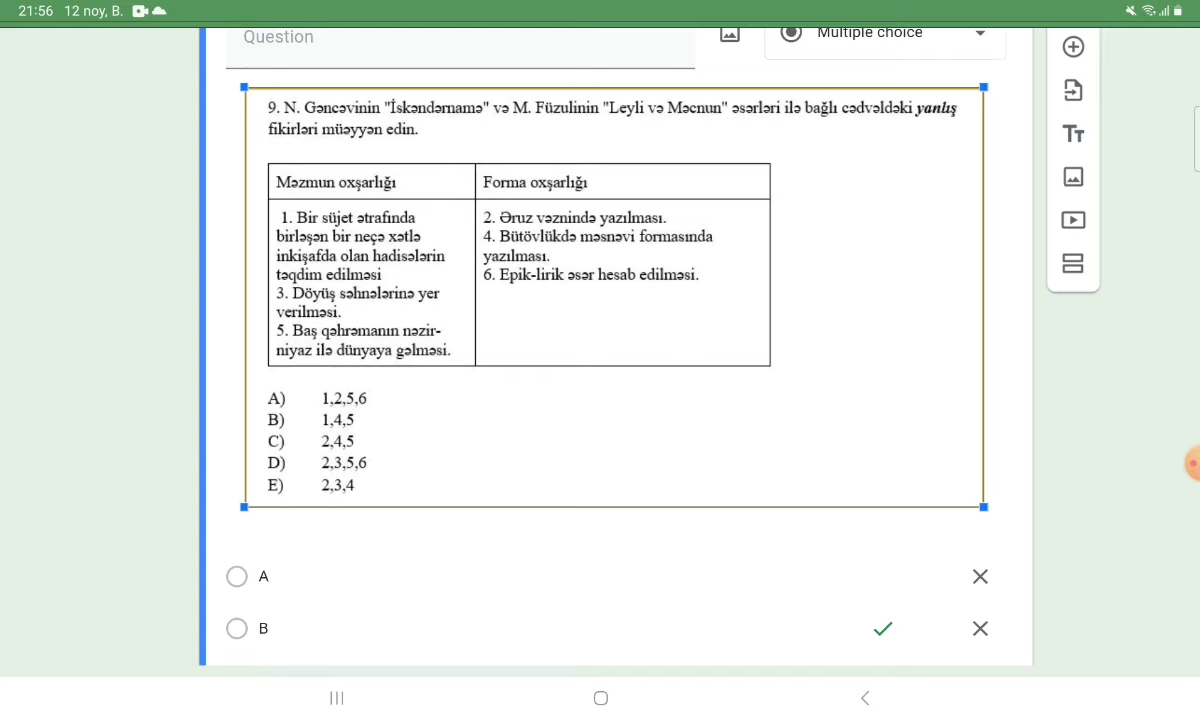 21:56 12 noy, B.
Question
Multiple choice
9. N. Gəncəvinin "İskəndərnamə" və M. Füzulinin "Leyli və Məcnun" əsərləri ilə bağlı cədvəldəki yanlış
fikirləri müəyyən edin.
Məzmun oxşarlığı
Forma oxşarlığı
1. Bir süjet ətrafında
birləşən bir neçə xətlə
inkişafda olan hadisələrin
təqdim edilməsi
3. Döyüş səhnələrinə yer
verilməsi.
5. Baş qəhrəmanın nəzir-
niyaz ilə dünyaya gəlməsi.
2. Əruz vəznində yazılması.
4. Bütövlükdə məsnəvi formasında
yazılması.
6. Epik-lirik əsər hesab edilməsi.
A) 1,2,5,6
B) 1,4,5
C) 2,4,5
D) 2,3,5,6
E) 2,3,4
A
B